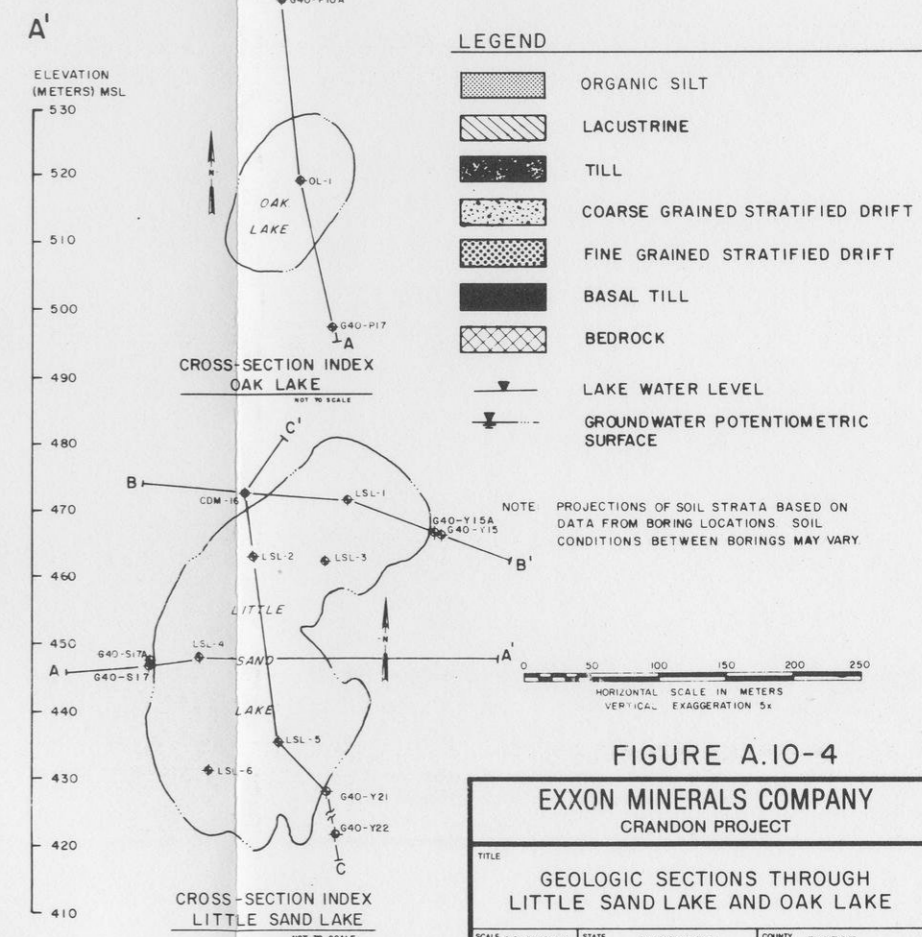 A'
ELEVATION
(METERS) MSL
530
520
510
500
490
480
470
460
450
440
430
420
410
N
OL-1
OAK
LAKE
G40-P17
A
CROSS-SECTION INDEX
OAK LAKE
NOT TO SCALE
C'
B
CDM-16
LSL-1
G40-Y15A
G40-Y15
B'
LSL-2
LSL-3
LITTLE
N
LSL-4
G40-S17A
SAND
A'
A
G40-S17
LAKE
LSL-5
LSL-6
G40-Y21
G40-Y22
C
CROSS-SECTION INDEX
LITTLE SAND LAKE
NOT TO SCALE
LEGEND
ORGANIC SILT
LACUSTRINE
TILL
COARSE GRAINED STRATIFIED DRIFT
FINE GRAINED STRATIFIED DRIFT
BASAL TILL
BEDROCK
LAKE WATER LEVEL
GROUNDWATER POTENTIOMETRIC
SURFACE
NOTE: PROJECTIONS OF SOIL STRATA BASED ON
DATA FROM BORING LOCATIONS. SOIL
CONDITIONS BETWEEN BORINGS MAY VARY.
0 50 100 150 200 250
HORIZONTAL SCALE IN METERS
VERTICAL EXAGGERATION 5x
FIGURE A.10-4
EXXON MINERALS COMPANY
CRANDON PROJECT
TITLE
GEOLOGIC SECTIONS THROUGH
LITTLE SAND LAKE AND OAK LAKE
SCALE STATE COUNTY